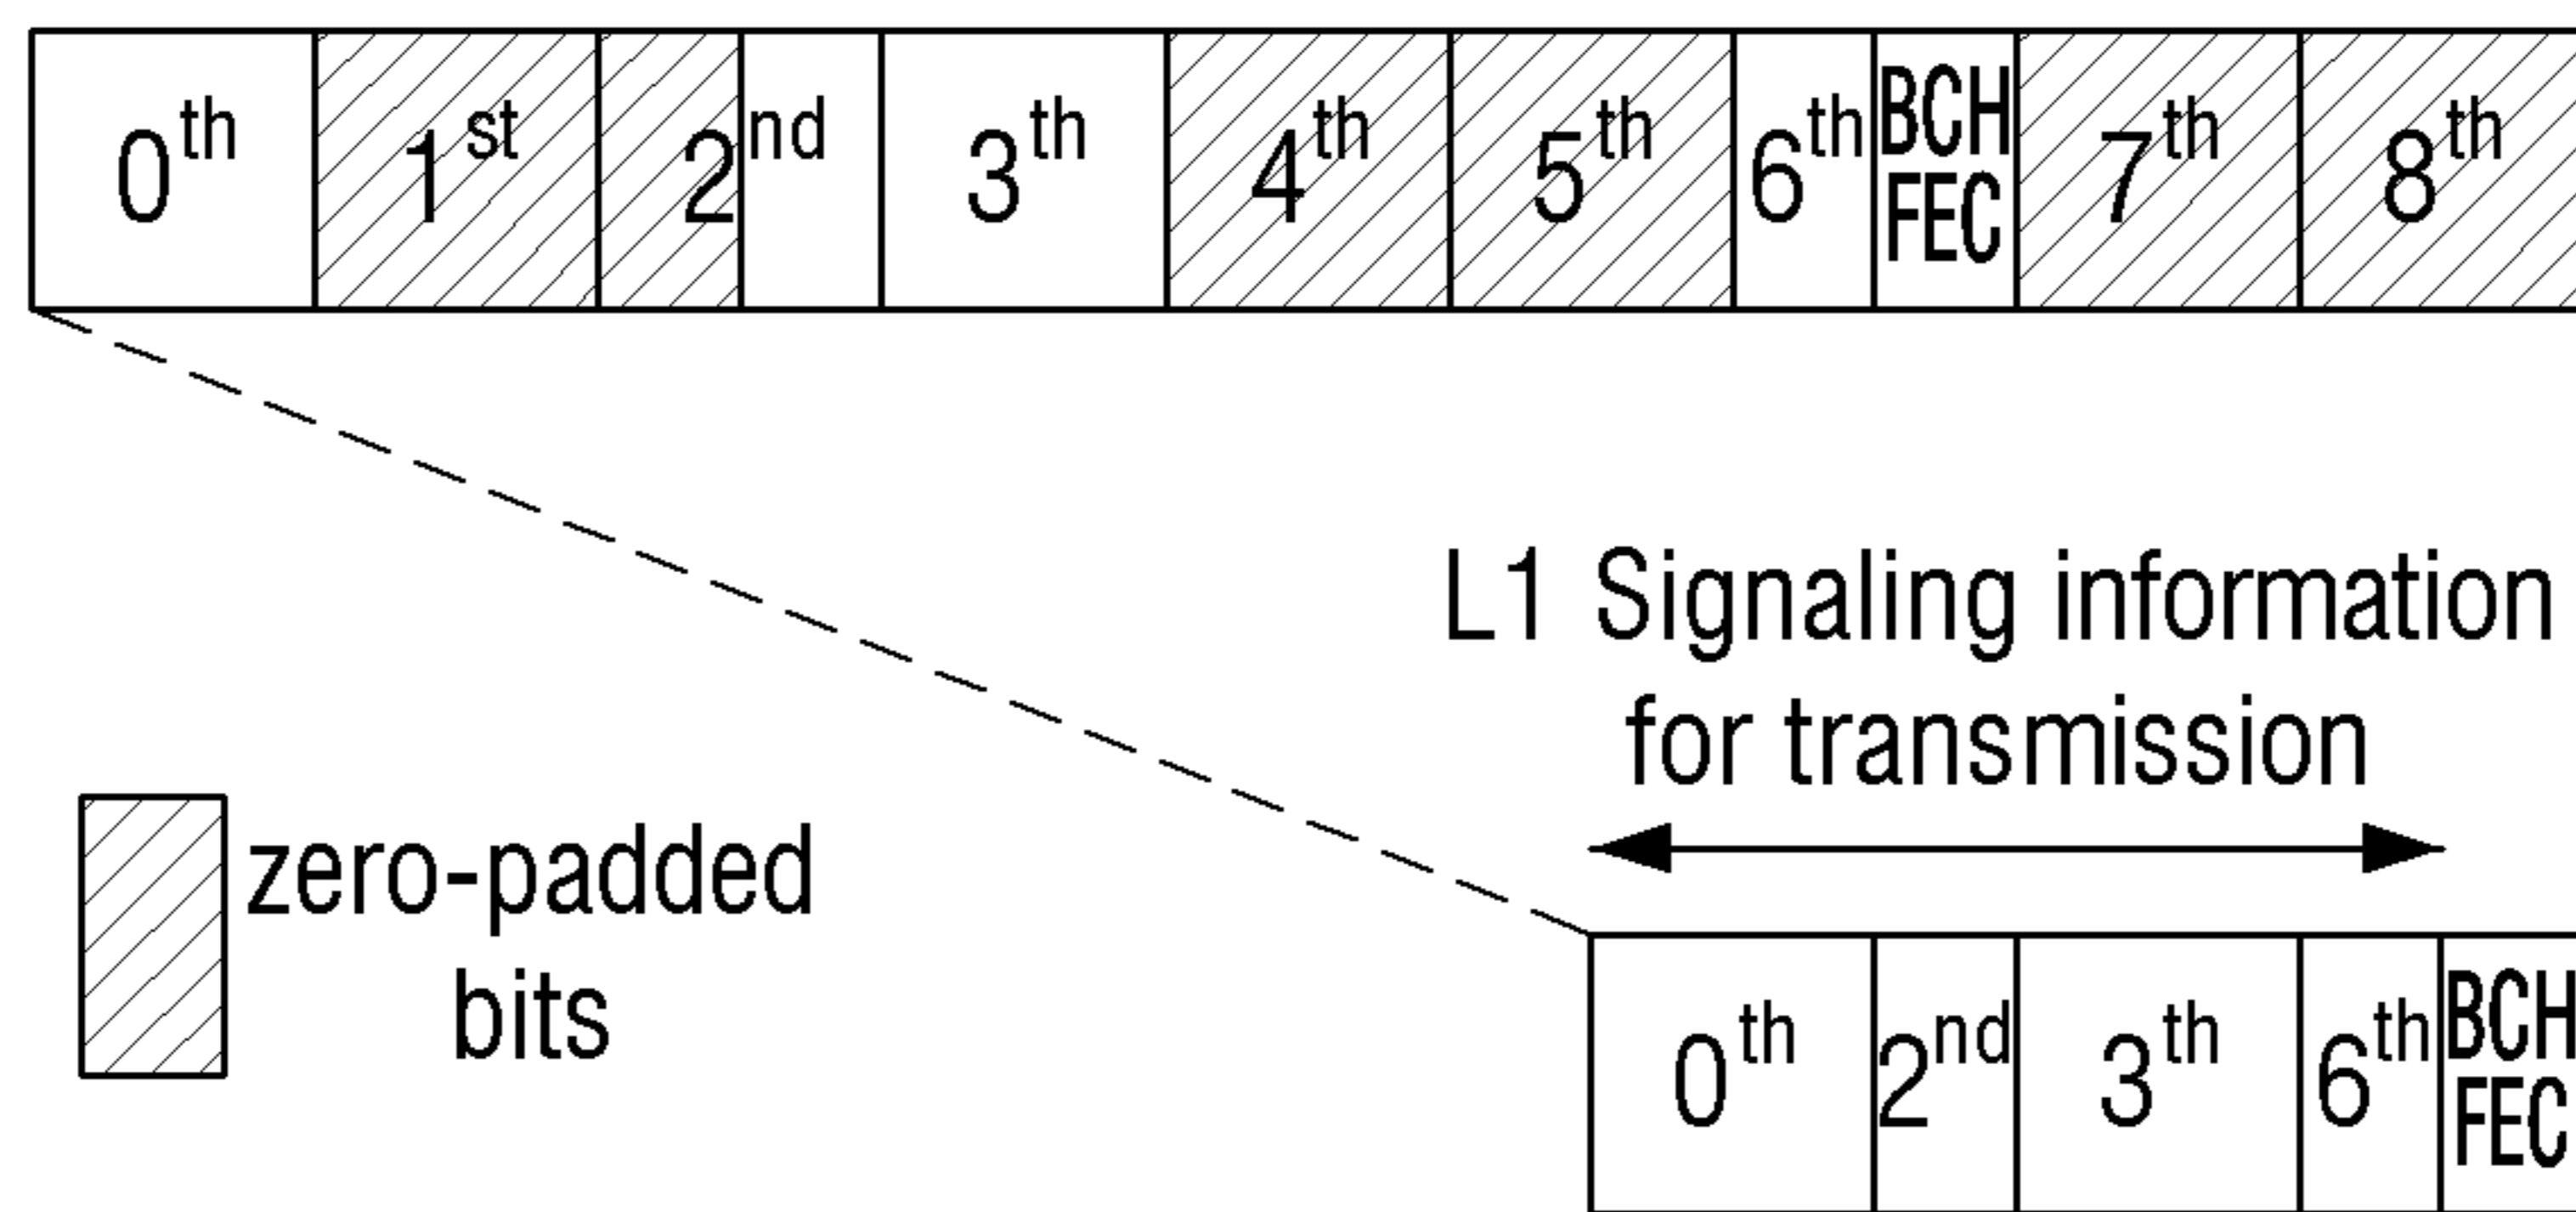 0th 1st 2nd 3th 4th 5th 6th BCH FEC 7th 8th
L1 Signaling information
for transmission
zero-padded
bits
0th 2nd 3th 6th BCH FEC